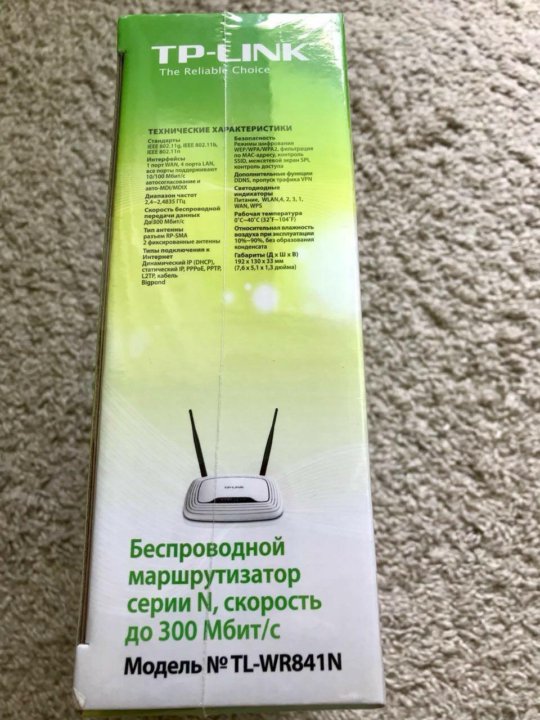 TP-LINK
The Reliable Choice
ТЕХНИЧЕСКИЕ ХАРАКТЕРИСТИКИ
Стандарты
IEEE 802.11g, IEEE 802.11b,
IEEE 802.11n
Интерфейсы
1 порт WAN, 4 порта LAN,
все порты поддерживают
10/100 Мбит/с
автосогласование и
авто-MDI/MDIX
Диапазон частот
2,4~2,4835 ГГц
Скорость беспроводной
передачи данных
До 300 Мбит/с
Тип антенны
разъем RP-SMA
2 фиксированные антенны
Типы подключения к
Интернет
Динамический IP (DHCP),
статический IP, PPPoE, PPTP,
L2TP, кабель
Bigpond
Безопасность
Режимы шифрования
WEP/WPA/WPA2, фильтрация
по MAC-адресу, контроль
SSID, межсетевой экран SPI,
контроль доступа
Дополнительные функции
DDNS, пропуск трафика VPN
Светодиодные
индикаторы
Питание, WLAN,4, 2, 3, 1,
WAN, WPS
Рабочая температура
0˚C~40˚C (32˚F~104˚F)
Относительная влажность
воздуха при эксплуатации
10%~90%, без образования
конденсата
Габариты (Д х Ш х В)
192 х 130 х 33 мм
(7,6 х 5,1 х 1,3 дюйма)
TP-LINK
Беспроводной
маршрутизатор
серии N, скорость
до 300 Мбит/с
Модель № TL-WR841N